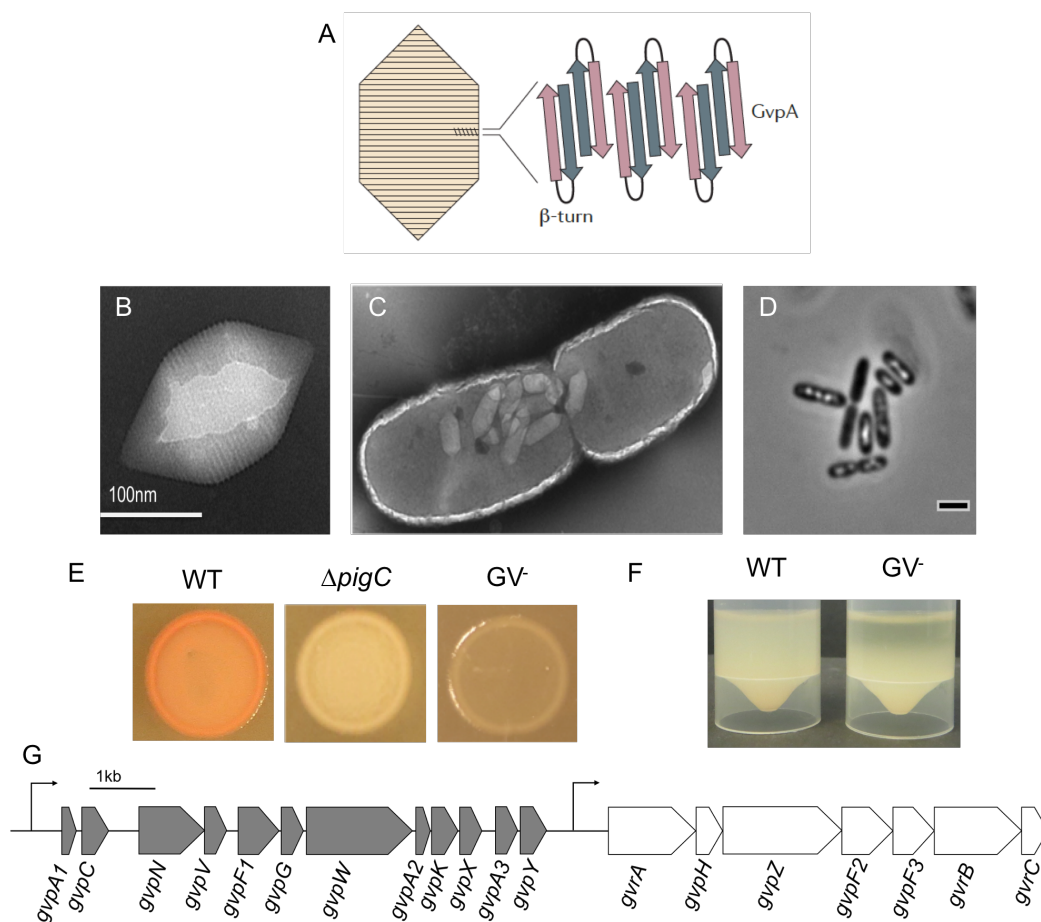 A
GvpA
β-turn
B
100nm
C
D
E
WT
ΔpigC
GV-
F
WT
GV-
G
1kb
gvpA1
gvpC
gvpN
gvpV
gvpF1
gvpG
gvpW
gvpA2
gvpK
gvpX
gvpA3
gvpY
gvrA
gvpH
gvpZ
gvpF2
gvpF3
gvrB
gvrC